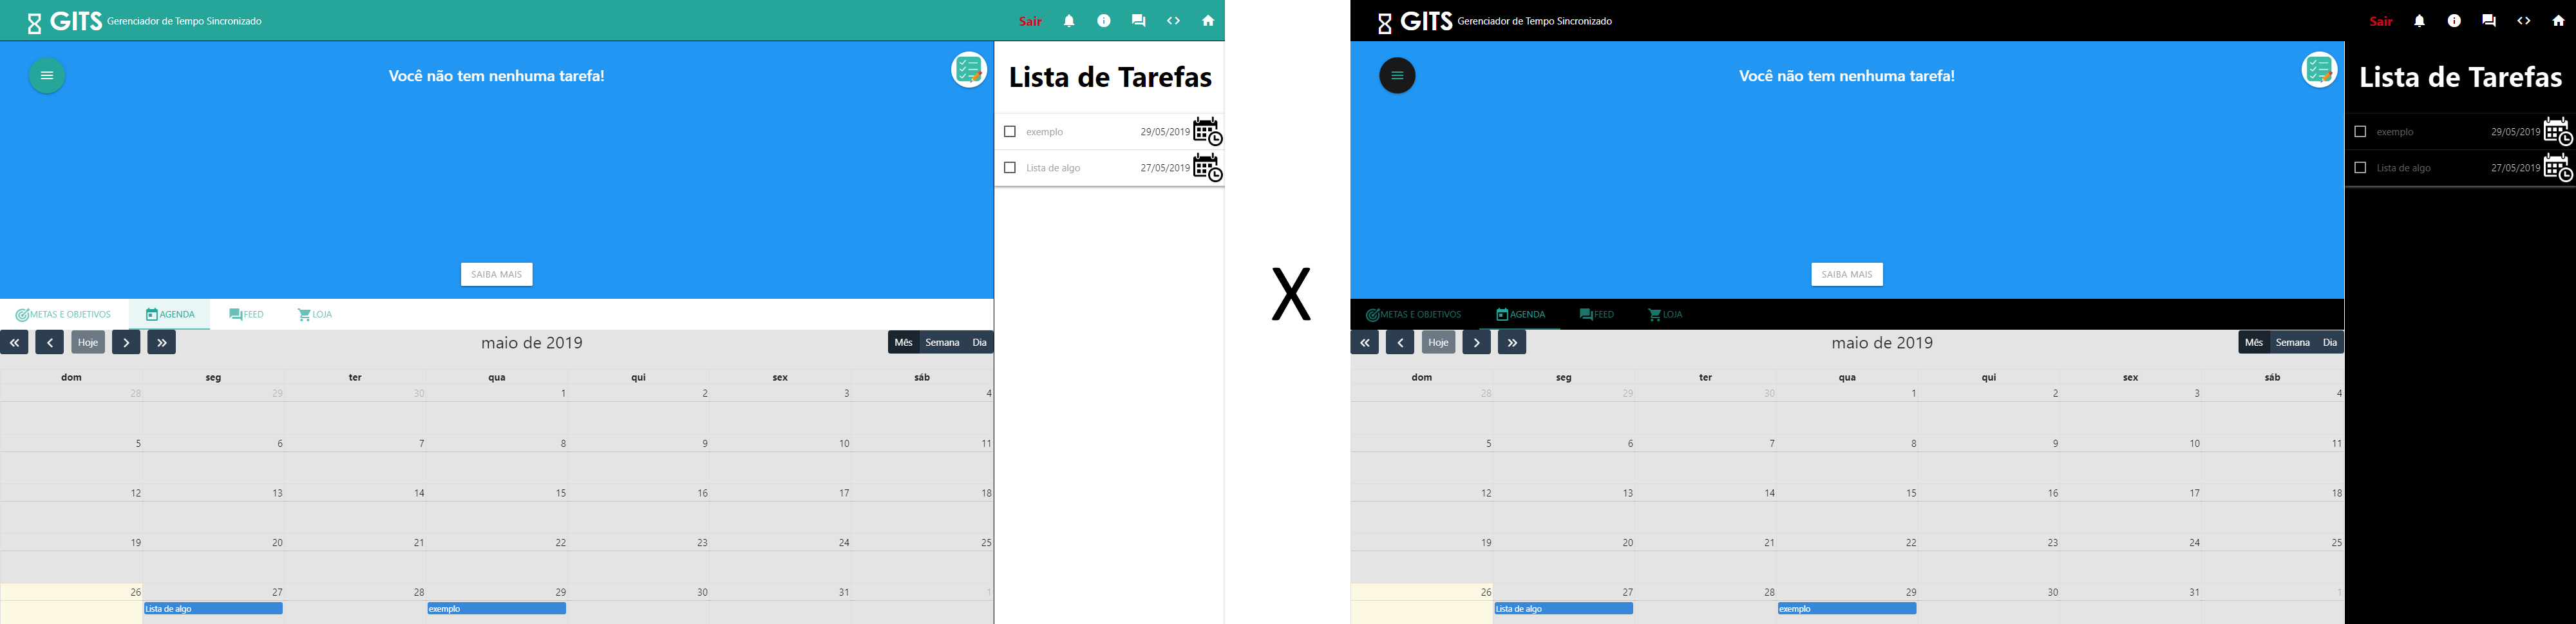 GITS Gerenciador de Tempo Sincronizado Sair
Você não tem nenhuma tarefa!
Lista de Tarefas
exemplo 29/05/2019
Lista de algo 27/05/2019
SAIBA MAIS
METAS E OBJETIVOS AGENDA FEED LOJA
Hoje maio de 2019 Mês Semana Dia
dom seg ter qua qui sex sáb
28 29 30 1 2 3 4
5 6 7 8 9 10 11
12 13 14 15 16 17 18
19 20 21 22 23 24 25
26 27 28 29 30 31 1
Lista de algo exemplo
X
GITS Gerenciador de Tempo Sincronizado Sair
Você não tem nenhuma tarefa!
Lista de Tarefas
exemplo 29/05/2019
Lista de algo 27/05/2019
SAIBA MAIS
METAS E OBJETIVOS AGENDA FEED LOJA
Hoje maio de 2019 Mês Semana Dia
dom seg ter qua qui sex sáb
28 29 30 1 2 3 4
5 6 7 8 9 10 11
12 13 14 15 16 17 18
19 20 21 22 23 24 25
26 27 28 29 30 31 1
Lista de algo exemplo